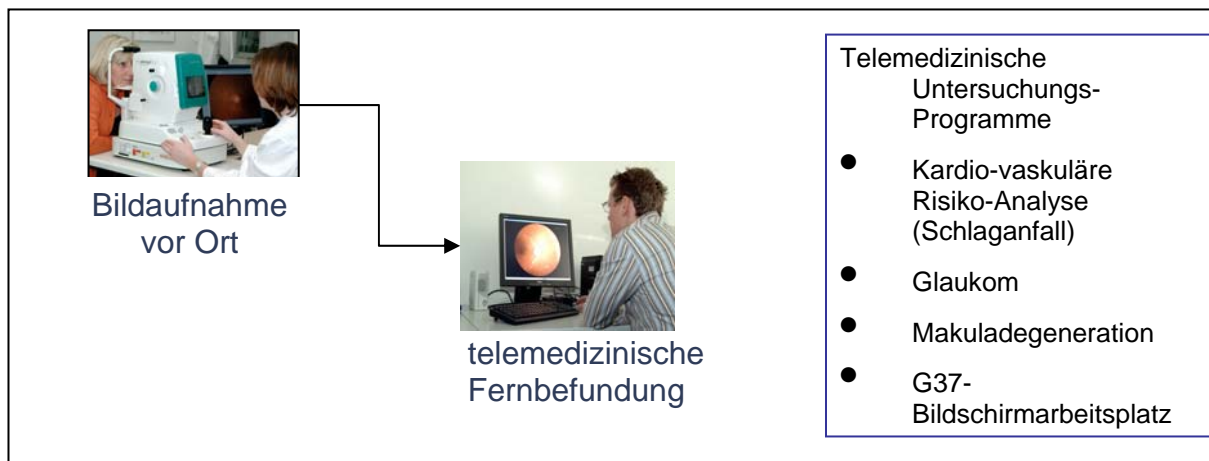 Bildaufnahme
vor Ort
telemedizinische
Fernbefundung
Telemedizinische
Untersuchungs-
Programme
● Kardio-vaskuläre
Risiko-Analyse
(Schlaganfall)
● Glaukom
● Makuladegeneration
● G37-
Bildschirmarbeitsplatz